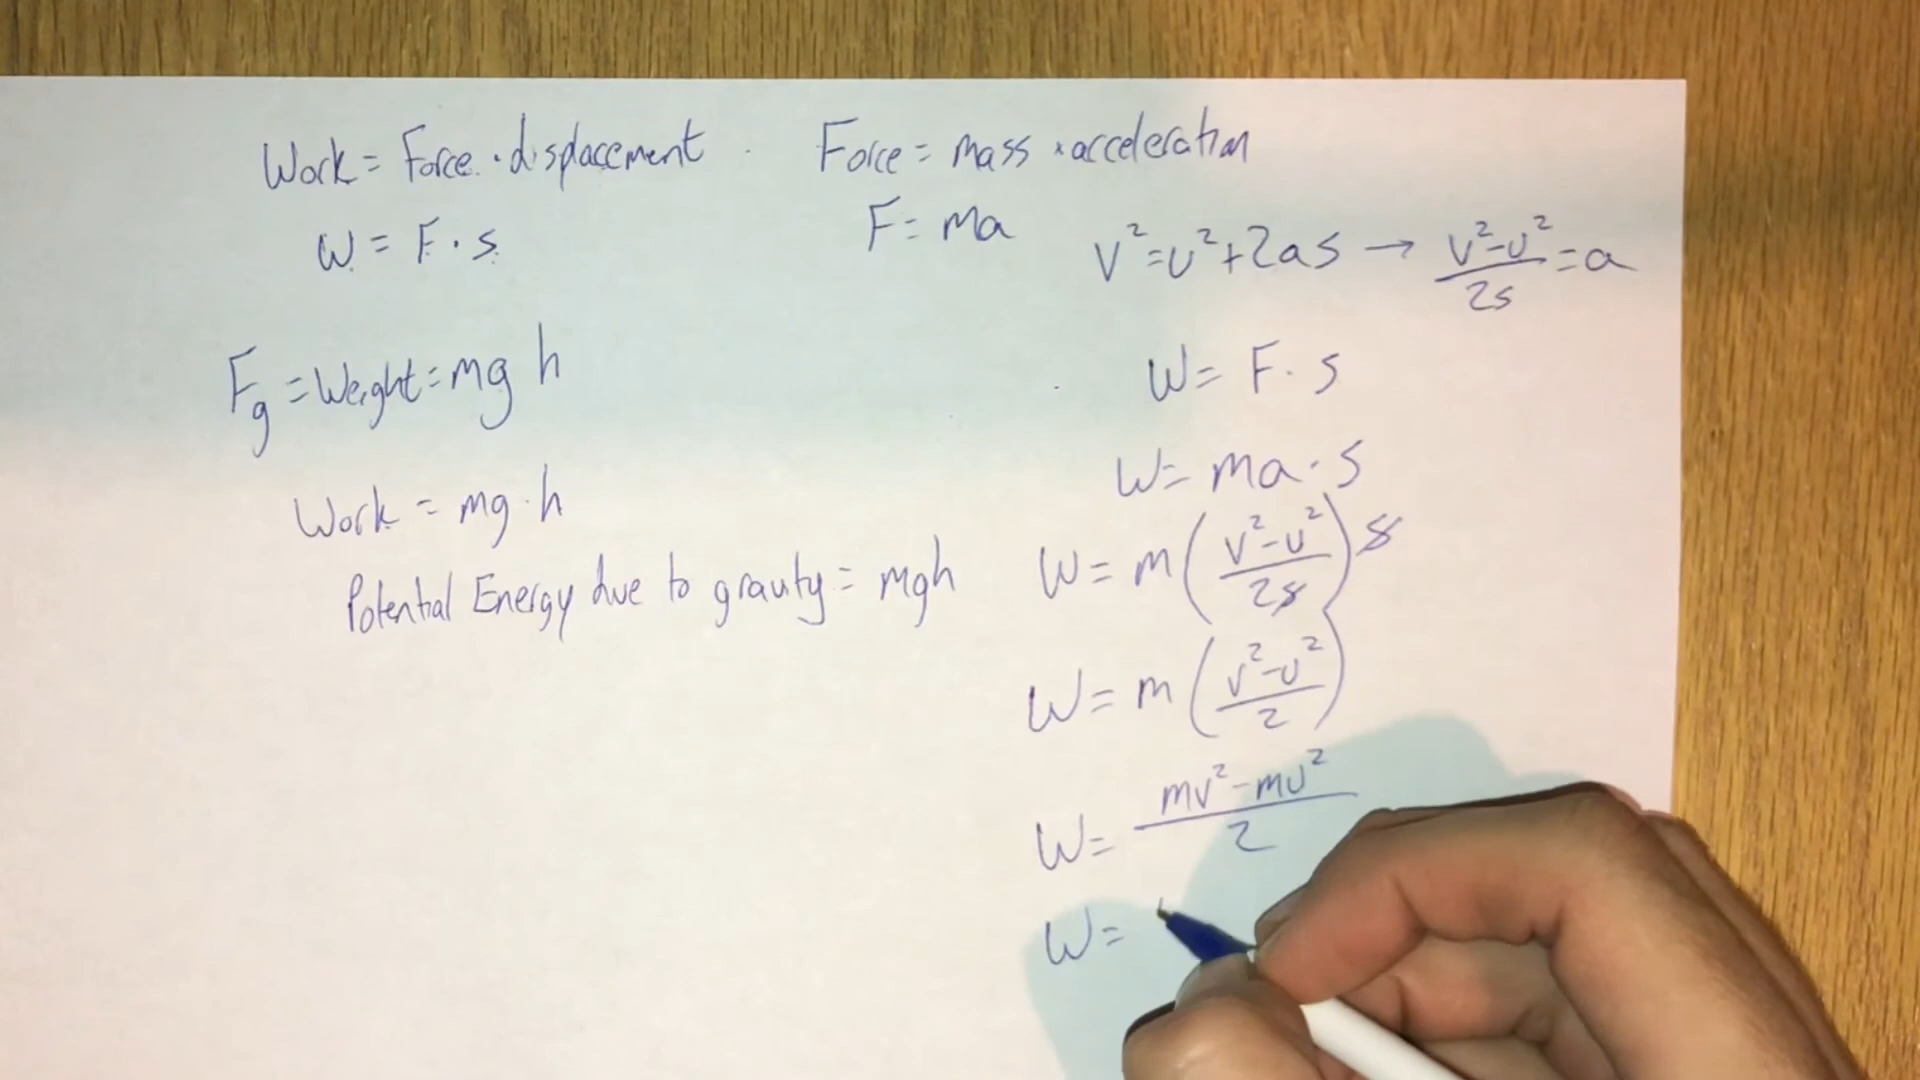 Work = Force · displacement
W = F · s
Fg = Weight = mg h
Work = mg · h
Potential Energy due to gravity = mgh
Force = mass × acceleration
F = ma
v² = u² + 2as → (v² - u²)/2s = a
W = F · s
W = ma · s
W = m((v² - u²)/2s) s
W = m((v² - u²)/2)
W = (mv² - mu²)/2
W =